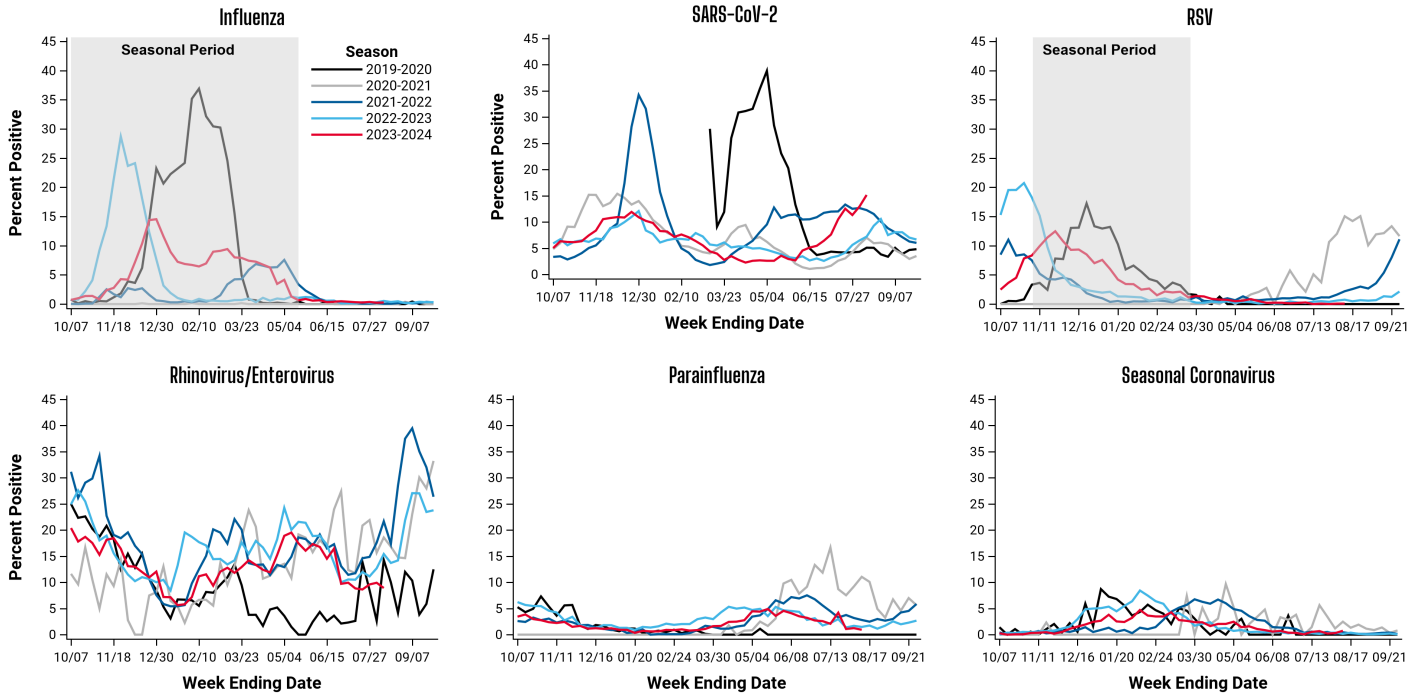 Influenza
Seasonal Period
Season
2019-2020
2020-2021
2021-2022
2022-2023
2023-2024
Percent Positive
45
40
35
30
25
20
15
10
5
0
10/07 11/18 12/30 02/10 03/23 05/04 06/15 07/27 09/07
SARS-CoV-2
Percent Positive
45
40
35
30
25
20
15
10
5
0
10/07 11/18 12/30 02/10 03/23 05/04 06/15 07/27 09/07
Week Ending Date
RSV
Seasonal Period
45
40
35
30
25
20
15
10
5
0
10/07 11/11 12/16 01/20 02/24 03/30 05/04 06/08 07/13 08/17 09/21
Rhinovirus/Enterovirus
Percent Positive
45
40
35
30
25
20
15
10
5
0
10/07 11/18 12/30 02/10 03/23 05/04 06/15 07/27 09/07
Week Ending Date
Parainfluenza
45
40
35
30
25
20
15
10
5
0
10/07 11/11 12/16 01/20 02/24 03/30 05/04 06/08 07/13 08/17 09/21
Week Ending Date
Seasonal Coronavirus
45
40
35
30
25
20
15
10
5
0
10/07 11/11 12/16 01/20 02/24 03/30 05/04 06/08 07/13 08/17 09/21
Week Ending Date